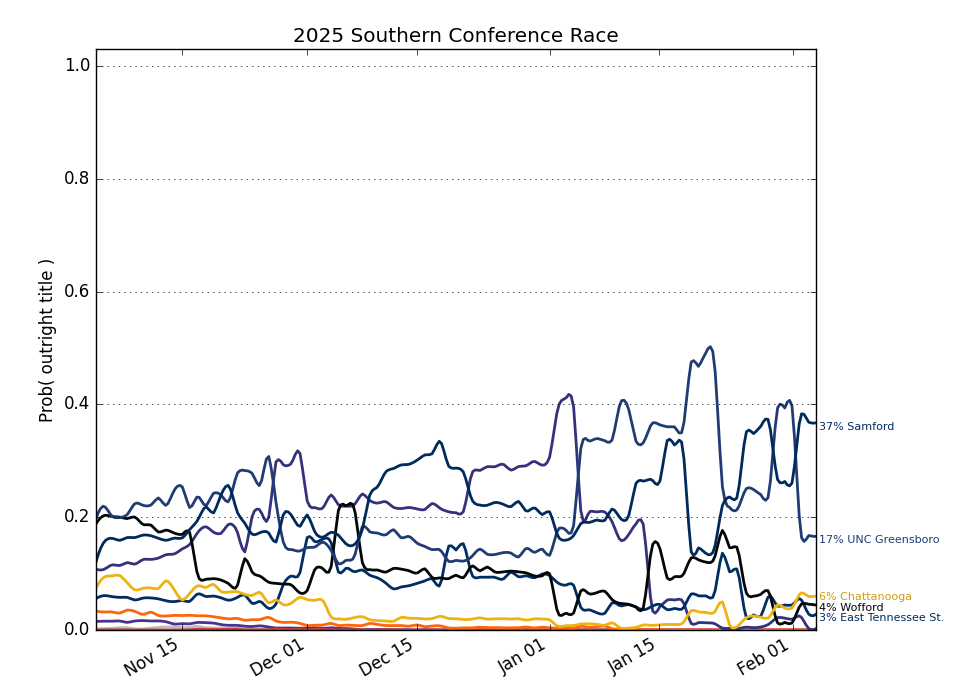 2025 Southern Conference Race
Prob( outright title )
1.0
0.8
0.6
0.4
0.2
0.0
Nov 15
Dec 01
Dec 15
Jan 01
Jan 15
Feb 01
37% Samford
17% UNC Greensboro
6% Chattanooga
4% Wofford
3% East Tennessee St.